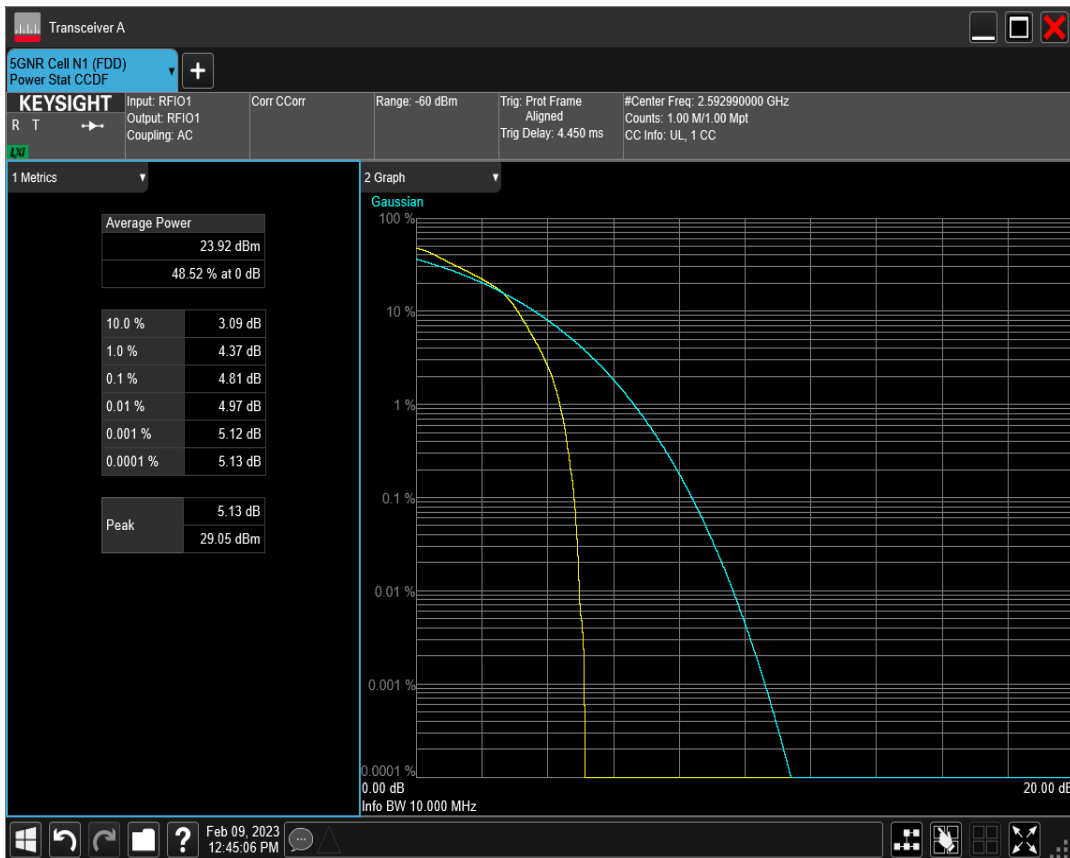 Transceiver A
5GNR Cell N1 (FDD)
Power Stat CCDF
KEYSIGHT
R T
LXI
Input: RFIO1
Output: RFIO1
Coupling: AC
Corr CCorr
Range: -60 dBm
Trig: Prot Frame
Aligned
Trig Delay: 4.450 ms
#Center Freq: 2.592990000 GHz
Counts: 1.00 M/1.00 Mpt
CC Info: UL, 1 CC
1 Metrics
Average Power
23.92 dBm
48.52 % at 0 dB
10.0 % 3.09 dB
1.0 % 4.37 dB
0.1 % 4.81 dB
0.01 % 4.97 dB
0.001 % 5.12 dB
0.0001 % 5.13 dB
Peak
5.13 dB
29.05 dBm
2 Graph
Gaussian
100 %
10 %
1 %
0.1 %
0.01 %
0.001 %
0.0001 %
0.00 dB 20.00 dB
Info BW 10.000 MHz
?
Feb 09, 2023
12:45:06 PM